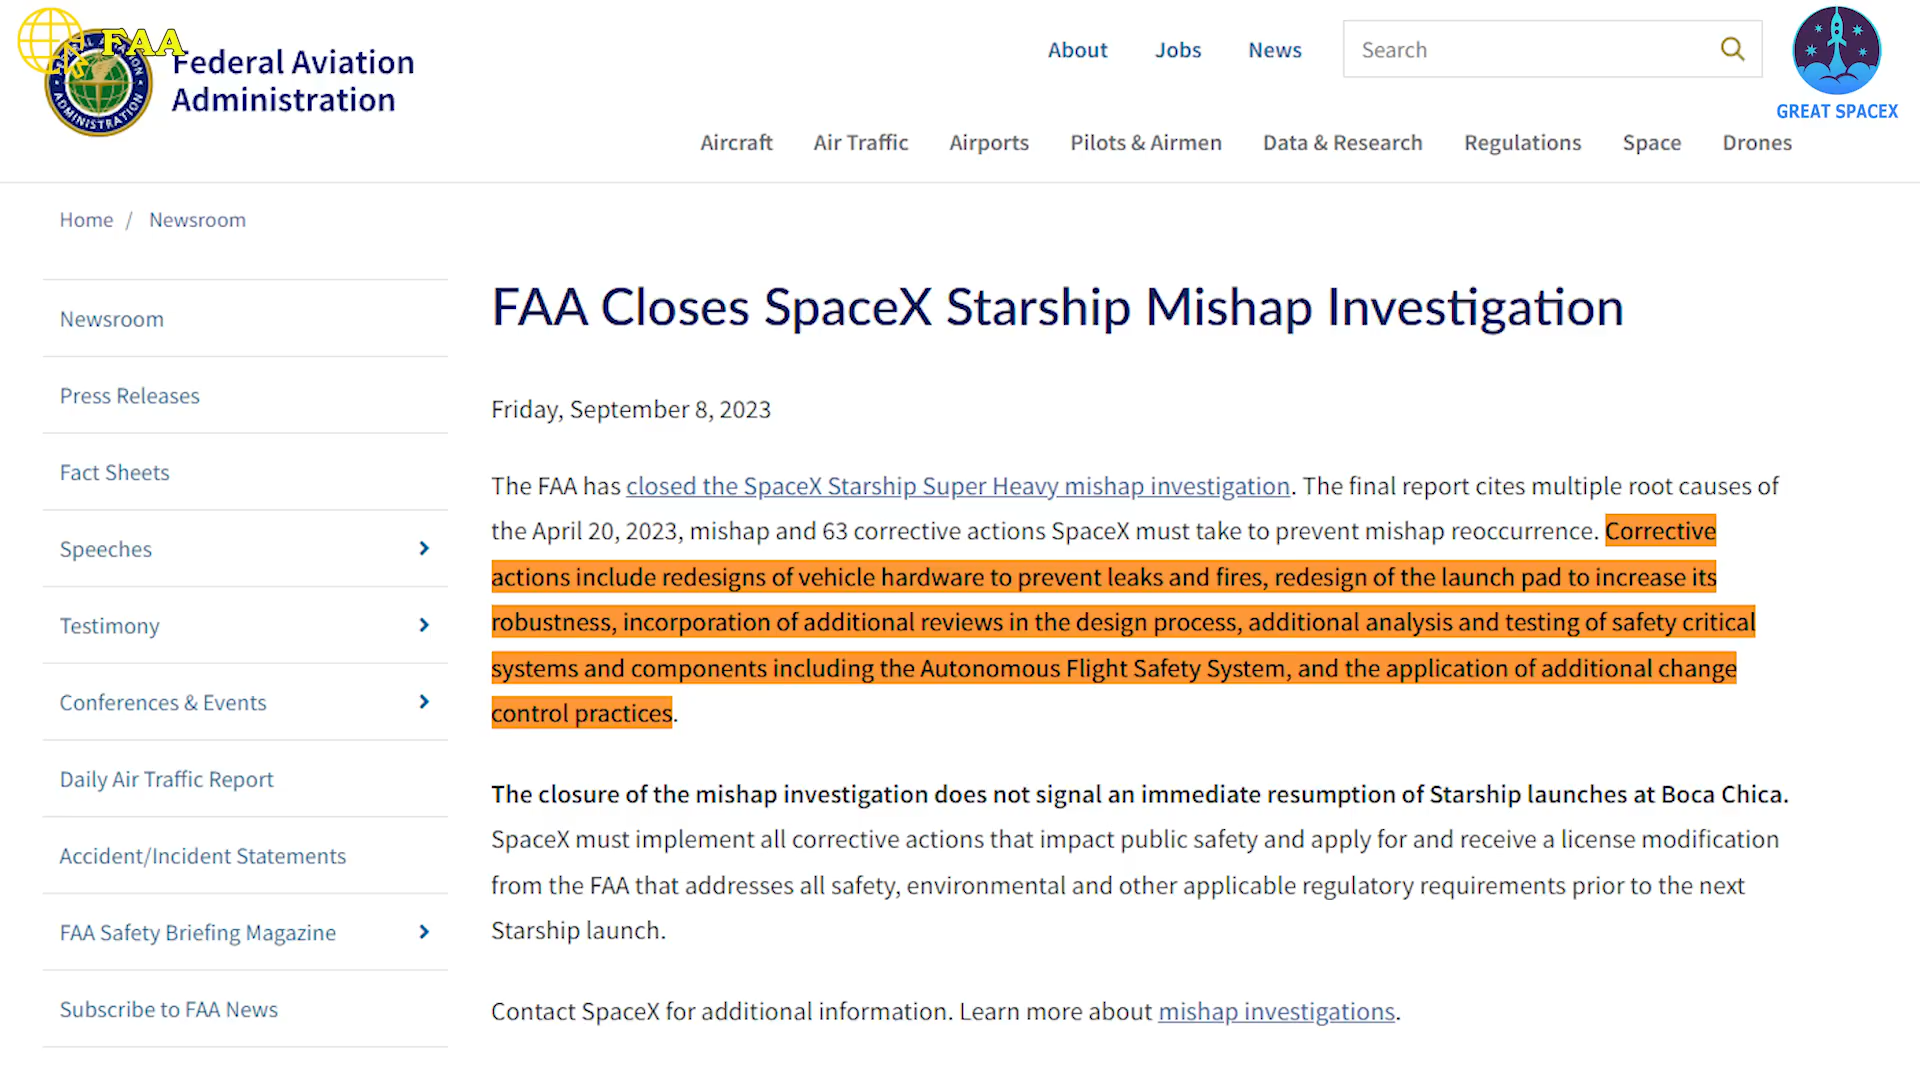 FAA
Federal Aviation
Administration
About Jobs News Search
GREAT SPACEX
Aircraft Air Traffic Airports Pilots & Airmen Data & Research Regulations Space Drones
Home / Newsroom
Newsroom
Press Releases
Fact Sheets
Speeches
Testimony
Conferences & Events
Daily Air Traffic Report
Accident/Incident Statements
FAA Safety Briefing Magazine
Subscribe to FAA News
FAA Closes SpaceX Starship Mishap Investigation
Friday, September 8, 2023
The FAA has closed the SpaceX Starship Super Heavy mishap investigation. The final report cites multiple root causes of
the April 20, 2023, mishap and 63 corrective actions SpaceX must take to prevent mishap reoccurrence. Corrective
actions include redesigns of vehicle hardware to prevent leaks and fires, redesign of the launch pad to increase its
robustness, incorporation of additional reviews in the design process, additional analysis and testing of safety critical
systems and components including the Autonomous Flight Safety System, and the application of additional change
control practices.
The closure of the mishap investigation does not signal an immediate resumption of Starship launches at Boca Chica.
SpaceX must implement all corrective actions that impact public safety and apply for and receive a license modification
from the FAA that addresses all safety, environmental and other applicable regulatory requirements prior to the next
Starship launch.
Contact SpaceX for additional information. Learn more about mishap investigations.